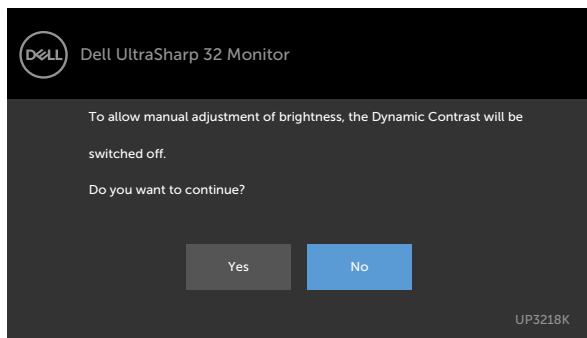 DELL
Dell UltraSharp 32 Monitor
To allow manual adjustment of brightness, the Dynamic Contrast will be
switched off.
Do you want to continue?
Yes
No
UP3218K